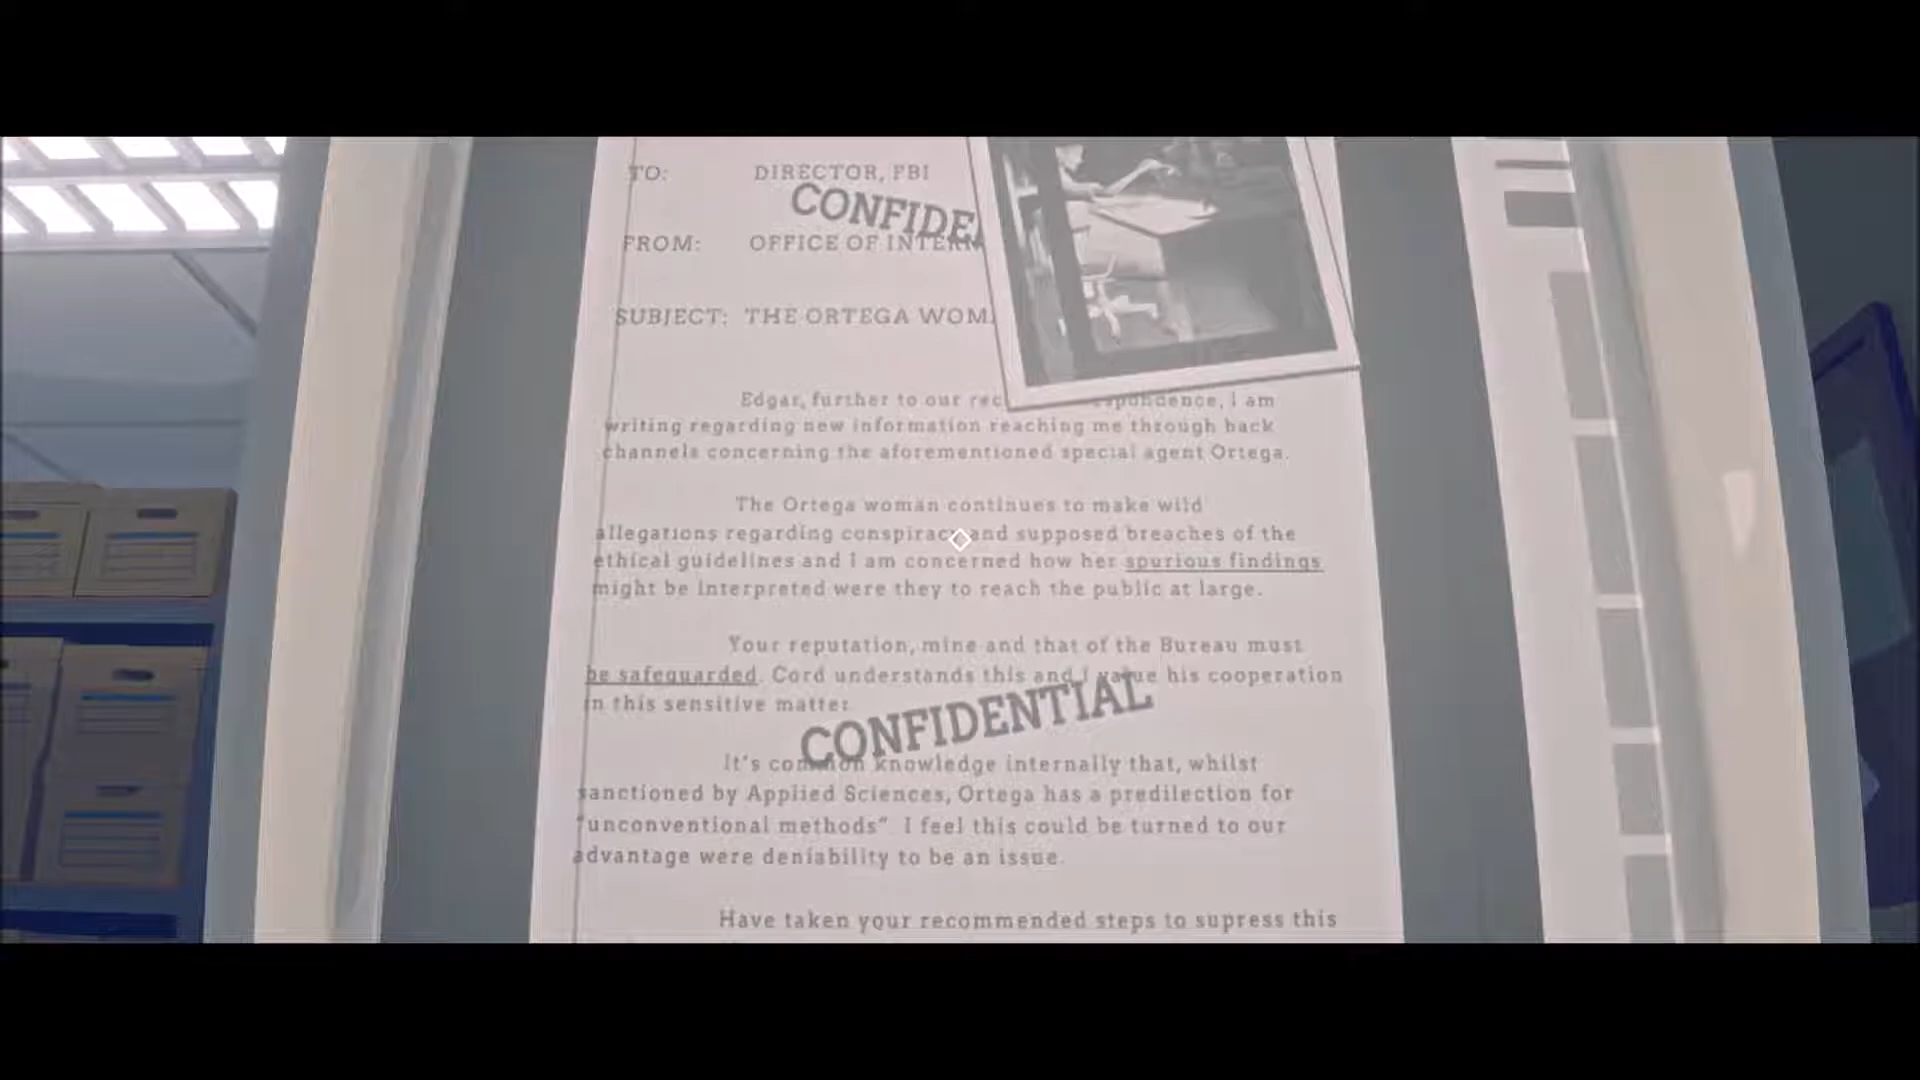 TO: DIRECTOR, FBI
CONFIDE
FROM: OFFICE OF INTERN
SUBJECT: THE ORTEGA WOM
Edgar, further to our rec spondence, I am
writing regarding new information reaching me through back
channels concerning the aforementioned special agent Ortega.
The Ortega woman continues to make wild
allegations regarding conspiracy and supposed breaches of the
ethical guidelines and I am concerned how her spurious findings
might be interpreted were they to reach the public at large.
Your reputation, mine and that of the Bureau must
be safeguarded. Cord understands this and I value his cooperation
in this sensitive matter.
CONFIDENTIAL
It's common knowledge internally that, whilst
sanctioned by Applied Sciences, Ortega has a predilection for
"unconventional methods". I feel this could be turned to our
advantage were deniability to be an issue.
Have taken your recommended steps to supress this